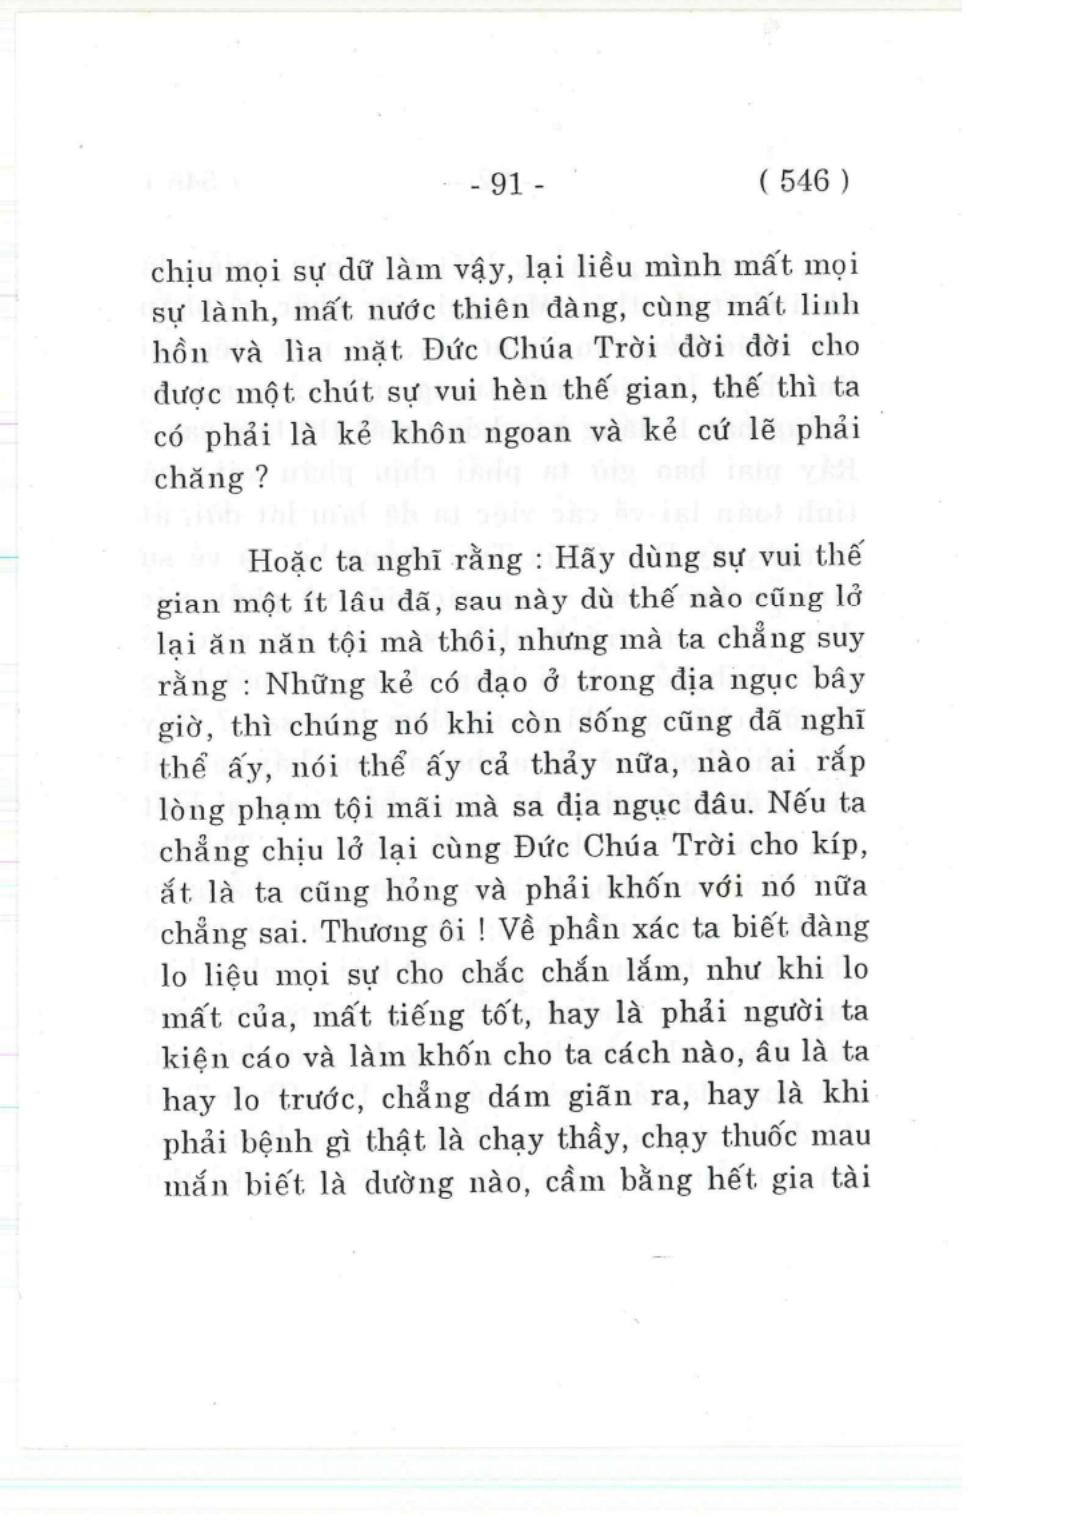 - 91 -
( 546 )
chịu mọi sự dữ làm vậy, lại liều mình mất mọi
sự lành, mất nước thiên đàng, cùng mất linh
hồn và lìa mặt Đức Chúa Trời đời đời cho
được một chút sự vui hèn thế gian, thế thì ta
có phải là kẻ khôn ngoan và kẻ cứ lẽ phải
chăng ?
Hoặc ta nghĩ rằng : Hãy dùng sự vui thế
gian một ít lâu đã, sau này dù thế nào cũng lở
lại ăn năn tội mà thôi, nhưng mà ta chẳng suy
rằng : Những kẻ có đạo ở trong địa ngục bây
giờ, thì chúng nó khi còn sống cũng đã nghĩ
thể ấy, nói thể ấy cả thảy nữa, nào ai rắp
lòng phạm tội mãi mà sa địa ngục đâu. Nếu ta
chẳng chịu lở lại cùng Đức Chúa Trời cho kíp,
ắt là ta cũng hỏng và phải khốn với nó nữa
chẳng sai. Thương ôi ! Về phần xác ta biết đàng
lo liệu mọi sự cho chắc chắn lắm, như khi lo
mất của, mất tiếng tốt, hay là phải người ta
kiện cáo và làm khốn cho ta cách nào, âu là ta
hay lo trước, chẳng dám giãn ra, hay là khi
phải bệnh gì thật là chạy thầy, chạy thuốc mau
mắn biết là dường nào, cầm bằng hết gia tài